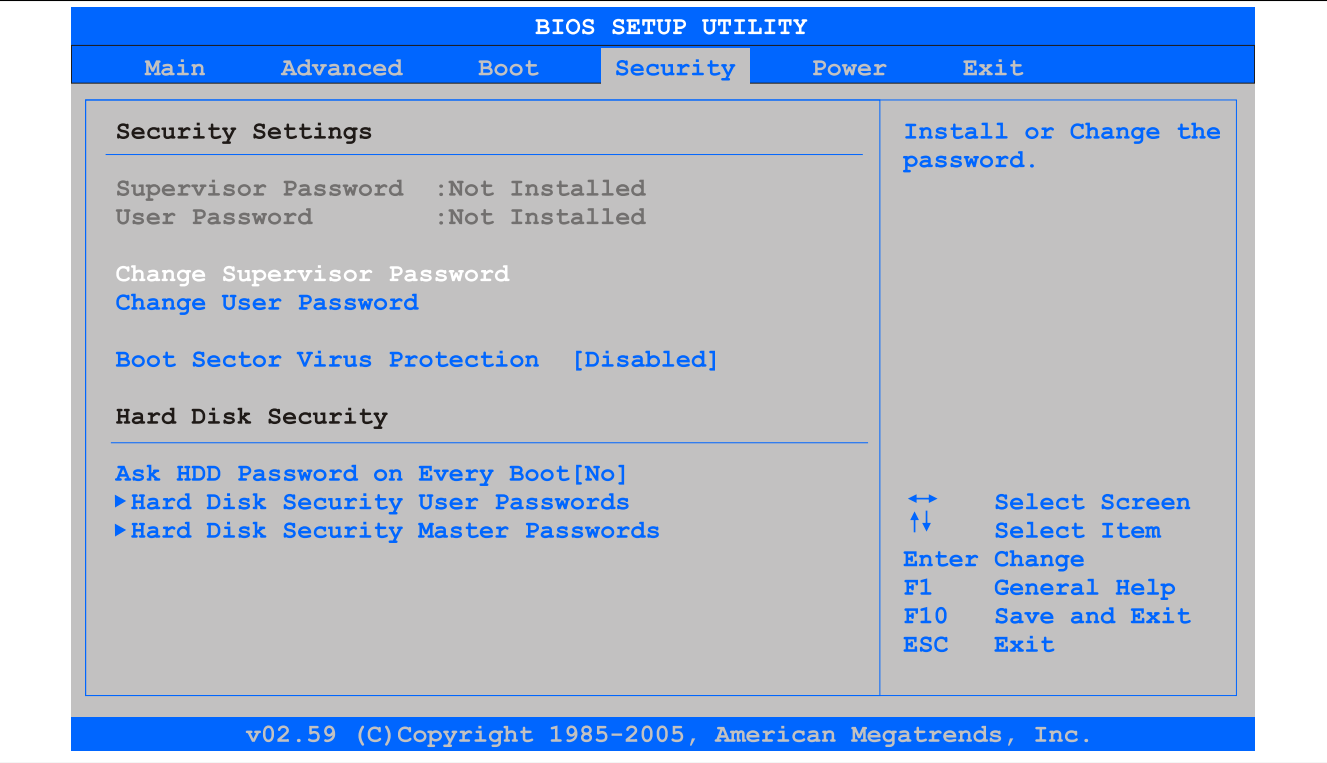 BIOS SETUP UTILITY
Main Advanced Boot Security Power Exit
Security Settings
Supervisor Password :Not Installed
User Password :Not Installed
Change Supervisor Password
Change User Password
Boot Sector Virus Protection [Disabled]
Hard Disk Security
Ask HDD Password on Every Boot[No]
Hard Disk Security User Passwords
Hard Disk Security Master Passwords
Install or Change the
password.
Select Screen
Select Item
Enter Change
F1 General Help
F10 Save and Exit
ESC Exit
v02.59 (C)Copyright 1985-2005, American Megatrends, Inc.